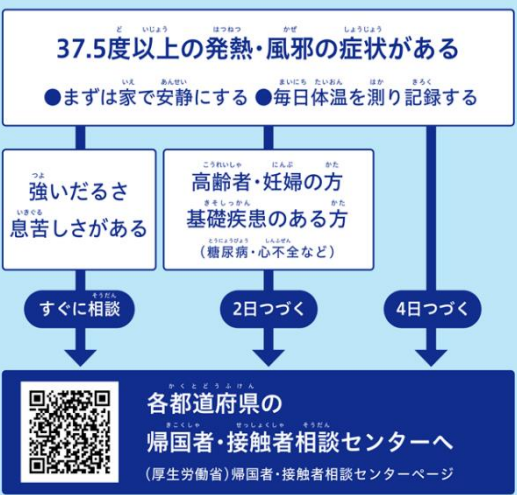 37.5度以上の発熱・風邪の症状がある
●まずは家で安静にする ●毎日体温を測り記録する
強いだるさ
息苦しさがある
高齢者・妊婦の方
基礎疾患のある方
(糖尿病・心不全など)
すぐに相談
2日つづく
4日つづく
各都道府県の
帰国者・接触者相談センターへ
(厚生労働省)帰国者・接触者相談センターページ